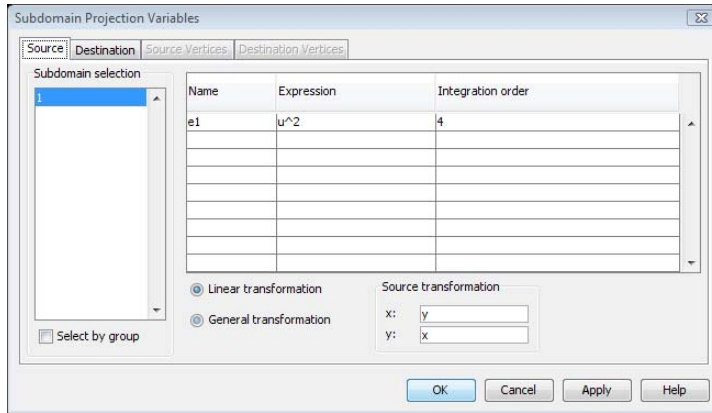 Subdomain Projection Variables
Source Destination Source Vertices Destination Vertices
Subdomain selection
1
Select by group
Name Expression Integration order
e1 u^2 4
Linear transformation
General transformation
Source transformation
x: y
y: x
OK Cancel Apply Help